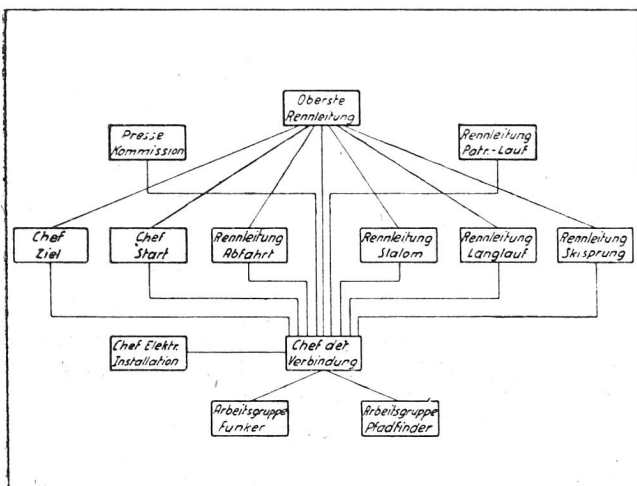 Oberste
Rennleitung
Presse
Kommission
Rennleitung
Patr.-Lauf
Chef
Ziel
Chef
Start
Rennleitung
Abfahrt
Rennleitung
Slalom
Rennleitung
Langlauf
Rennleitung
Skisprung
Chef Elektr.
Installation
Chef der
Verbindung
Arbeitsgruppe
Funker
Arbeitsgruppe
Pfadfinder